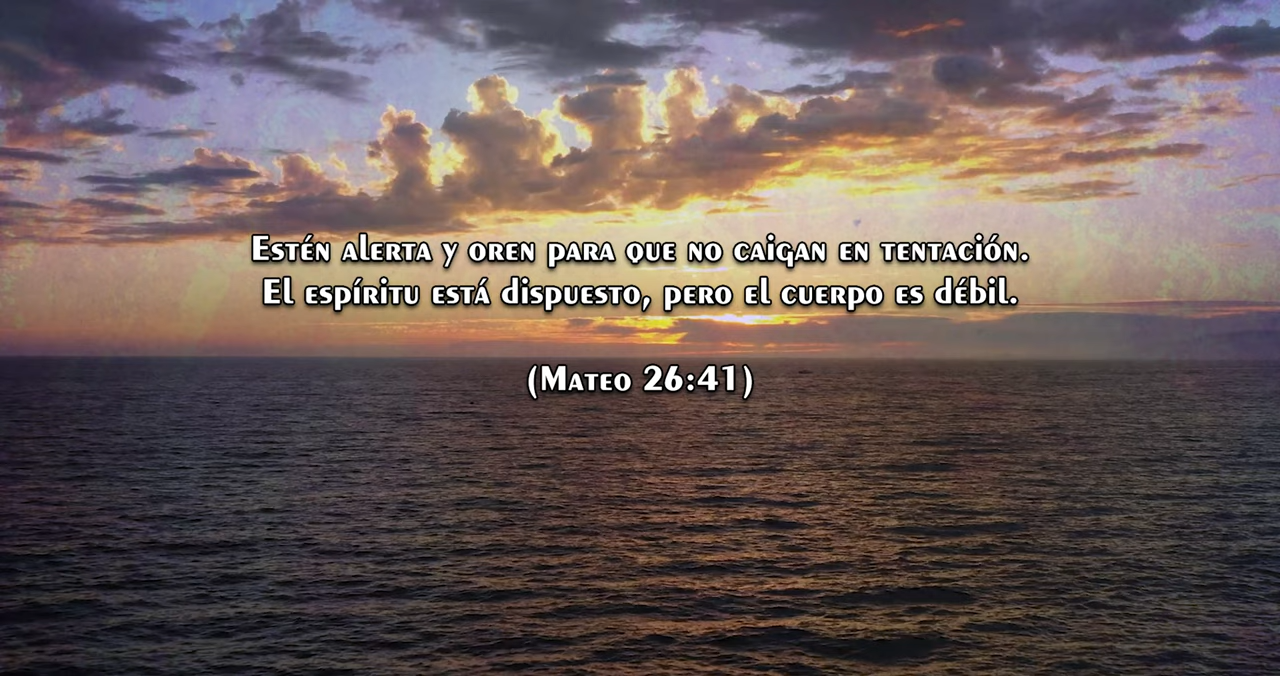 Estén alerta y oren para que no caigan en tentación.
El espíritu está dispuesto, pero el cuerpo es débil.
(Mateo 26:41)